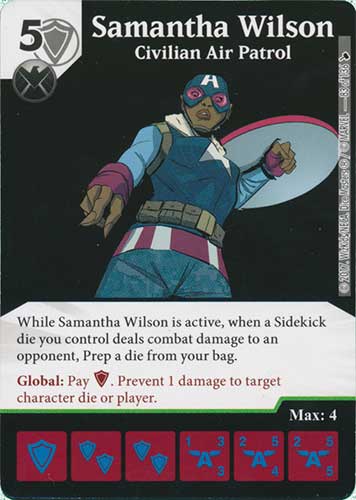 5
Samantha Wilson
Civilian Air Patrol
While Samantha Wilson is active, when a Sidekick
die you control deals combat damage to an
opponent, Prep a die from your bag.
Global: Pay . Prevent 1 damage to target
character die or player.
Max: 4
1 3 A 3
2 5 A 4
2 5 A 5